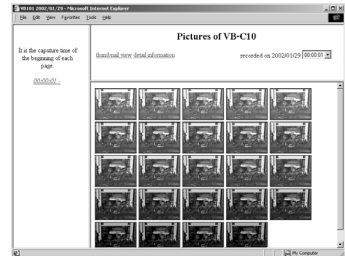 VB101 2002/01/29 - Microsoft Internet Explorer
File Edit View Favorites Tools Help
It is the caputure time of
the beginning of each
page.
00:00:01 -
Pictures of VB-C10
thumbnail view detail information
recorded on 2002/01/29 00:00:01
My Computer